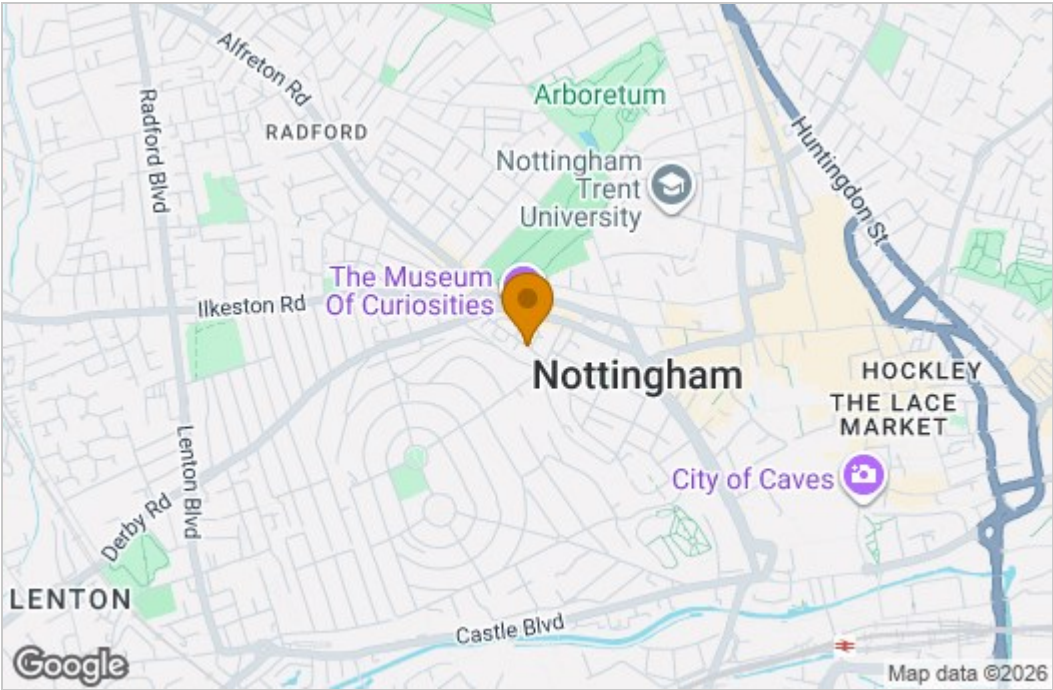 Alfreton Rd
Radford Blvd
RADFORD
Arboretum
Huntingdon St
Nottingham
Trent
University
The Museum
Of Curiosities
Ilkeston Rd
Nottingham
HOCKLEY
THE LACE
MARKET
Lenton Blvd
City of Caves
Derby Rd
LENTON
Castle Blvd
Google
Map data ©2026